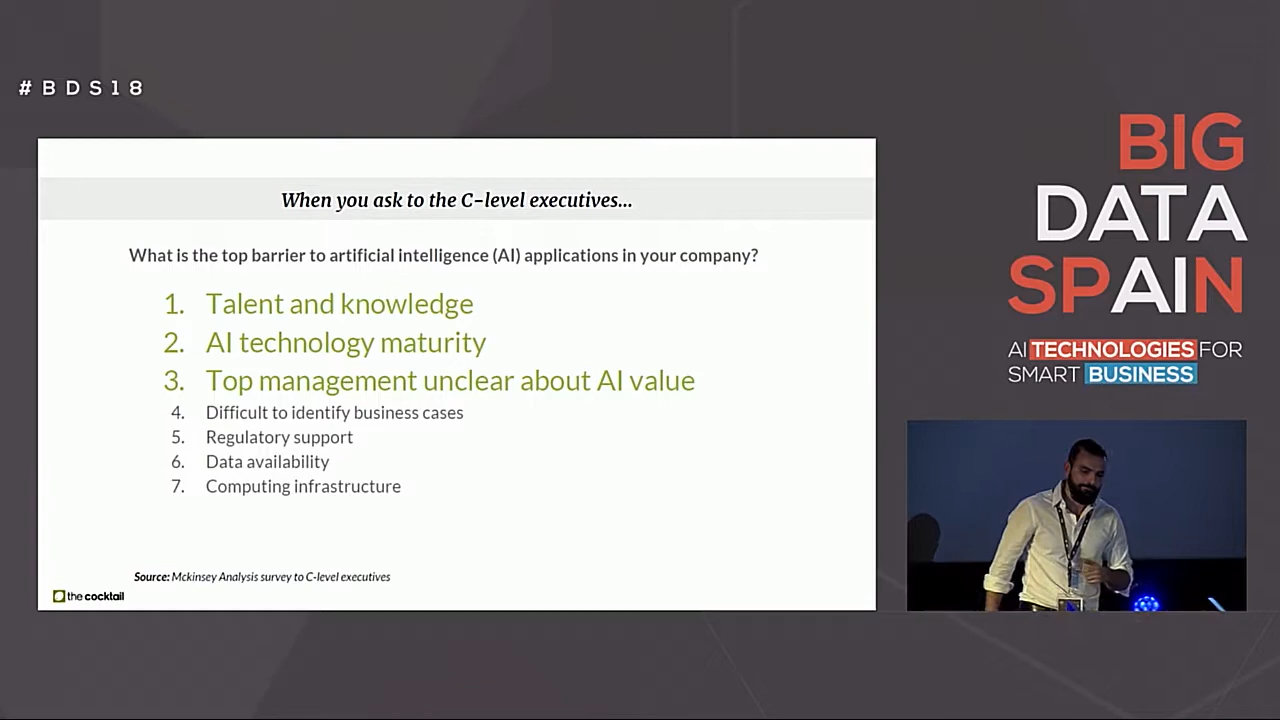 #BDS18
When you ask to the C-level executives...
What is the top barrier to artificial intelligence (AI) applications in your company?
1. Talent and knowledge
2. AI technology maturity
3. Top management unclear about AI value
4. Difficult to identify business cases
5. Regulatory support
6. Data availability
7. Computing infrastructure
Source: Mckinsey Analysis survey to C-level executives
the cocktail
BIG
DATA
SPAIN
AI TECHNOLOGIES FOR
SMART BUSINESS